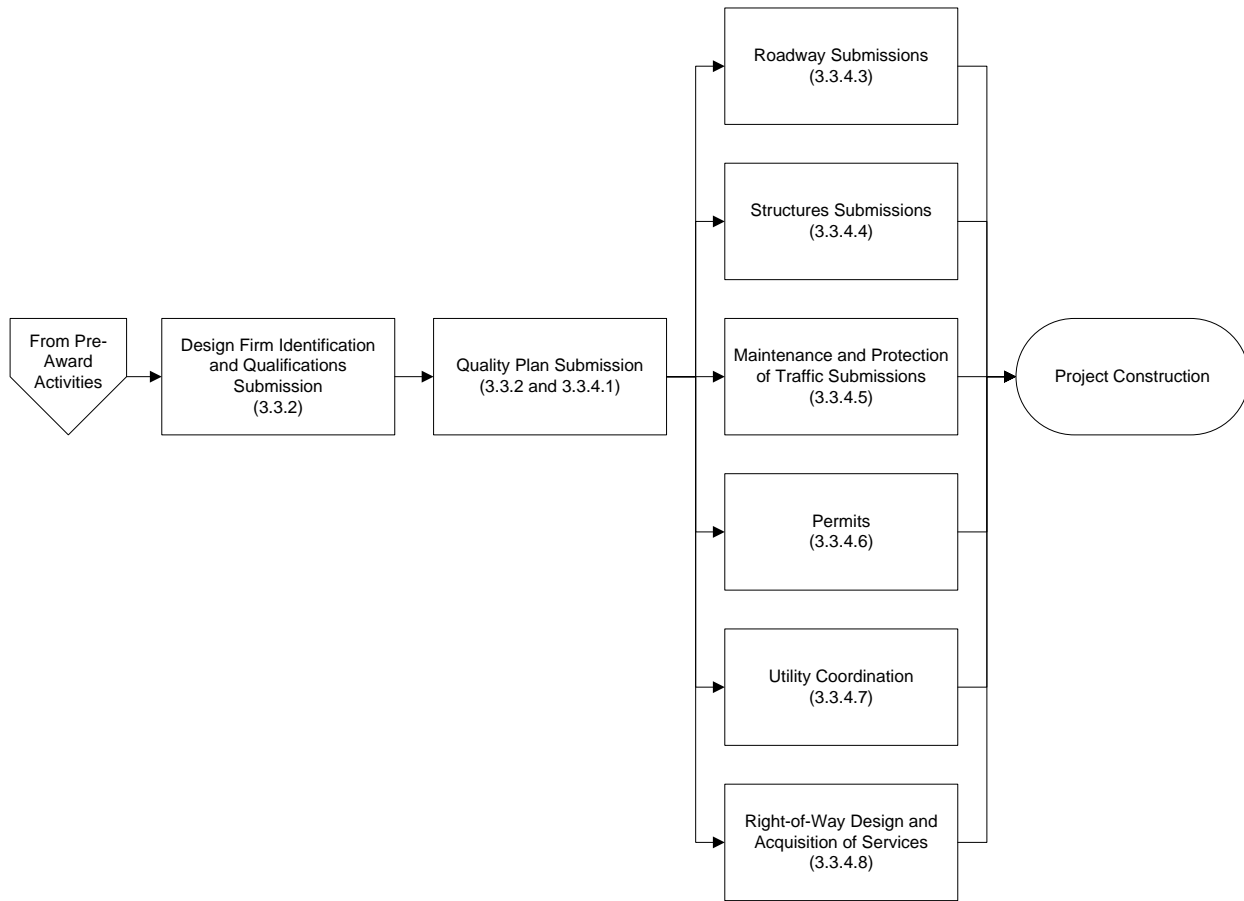 Roadway Submissions
(3.3.4.3)
Structures Submissions
(3.3.4.4)
From Pre-
Award
Activities
Design Firm Identification
and Qualifications
Submission
(3.3.2)
Quality Plan Submission
(3.3.2 and 3.3.4.1)
Maintenance and Protection
of Traffic Submissions
(3.3.4.5)
Project Construction
Permits
(3.3.4.6)
Utility Coordination
(3.3.4.7)
Right-of-Way Design and
Acquisition of Services
(3.3.4.8)